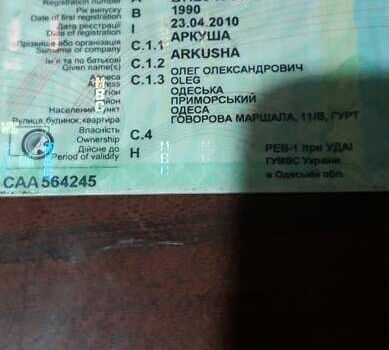 Registration number A
Рік випуску B 1990
Date of first registration
Дата реєстрації I 23.04.2010
Date of registration
Прізвище або організація C.1.1 АРКУША
Surname or company ARKUSHA
Ім'я та по батькові C.1.2 ОЛЕГ ОЛЕКСАНДРОВИЧ
Given name(s) OLEG
Адреса C.1.3 ОДЕСЬКА
Address
ПРИМОРСЬКИЙ
Населений пункт ОДЕСА
Вулиця, будинок, квартира ГОВОРОВА МАРШАЛА, 11/В, ГУРТ
Власність C.4
Ownership
Дійсне до H
Period of validity
РЕВ-1 при УДАІ
ГУМВС України
в Одеській обл.
САА 564245